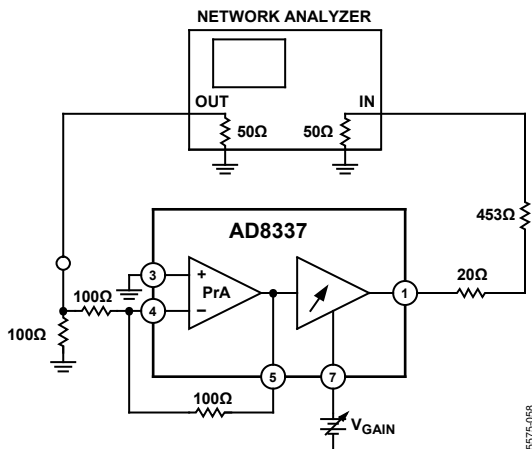 NETWORK ANALYZER
OUT
IN
50Ω
50Ω
453Ω
AD8337
20Ω
3
+
PrA
1
100Ω
4
–
100Ω
5
7
100Ω
VGAIN
5575-058